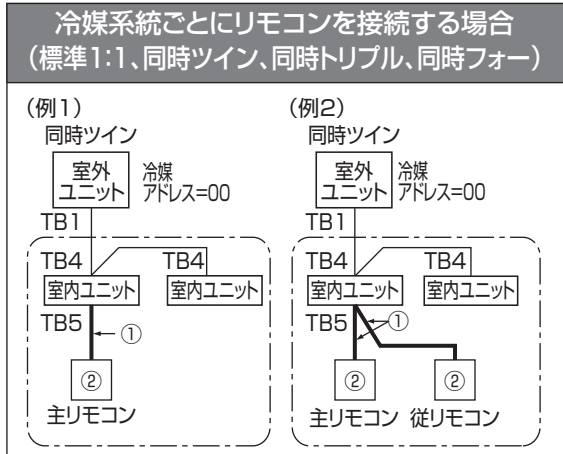 冷媒系統ごとにリモコンを接続する場合
(標準1:1、同時ツイン、同時トリプル、同時フォー)
(例1)
同時ツイン
室外
ユニット
冷媒
アドレス=00
TB1
TB4
TB4
室内ユニット
室内ユニット
TB5
①
②
主リモコン
(例2)
同時ツイン
室外
ユニット
冷媒
アドレス=00
TB1
TB4
TB4
室内ユニット
室内ユニット
TB5
①
②
②
主リモコン
従リモコン